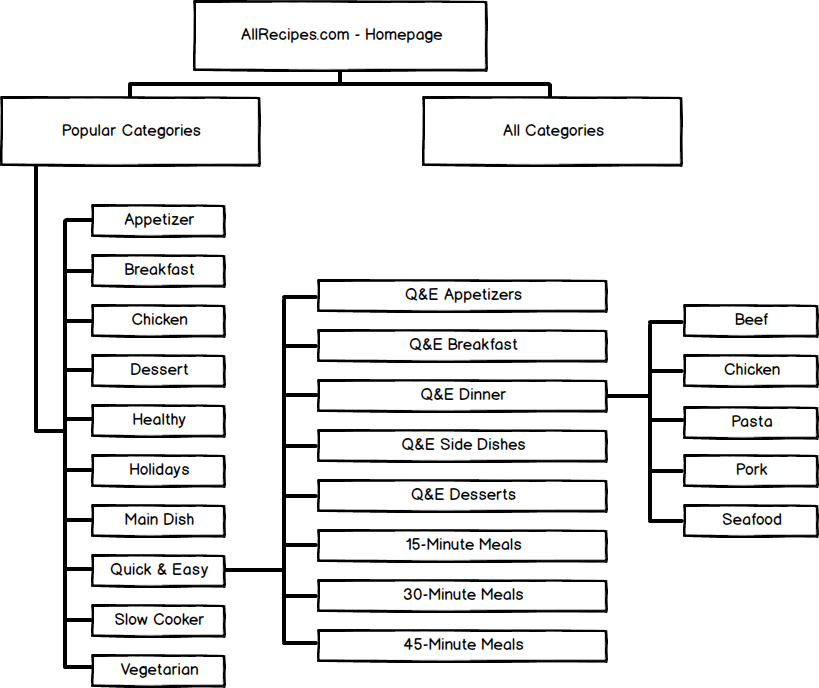 AllRecipes.com - Homepage
Popular Categories
All Categories
Appetizer
Breakfast
Chicken
Dessert
Healthy
Holidays
Main Dish
Quick & Easy
Slow Cooker
Vegetarian
Q&E Appetizers
Q&E Breakfast
Q&E Dinner
Q&E Side Dishes
Q&E Desserts
15-Minute Meals
30-Minute Meals
45-Minute Meals
Beef
Chicken
Pasta
Pork
Seafood